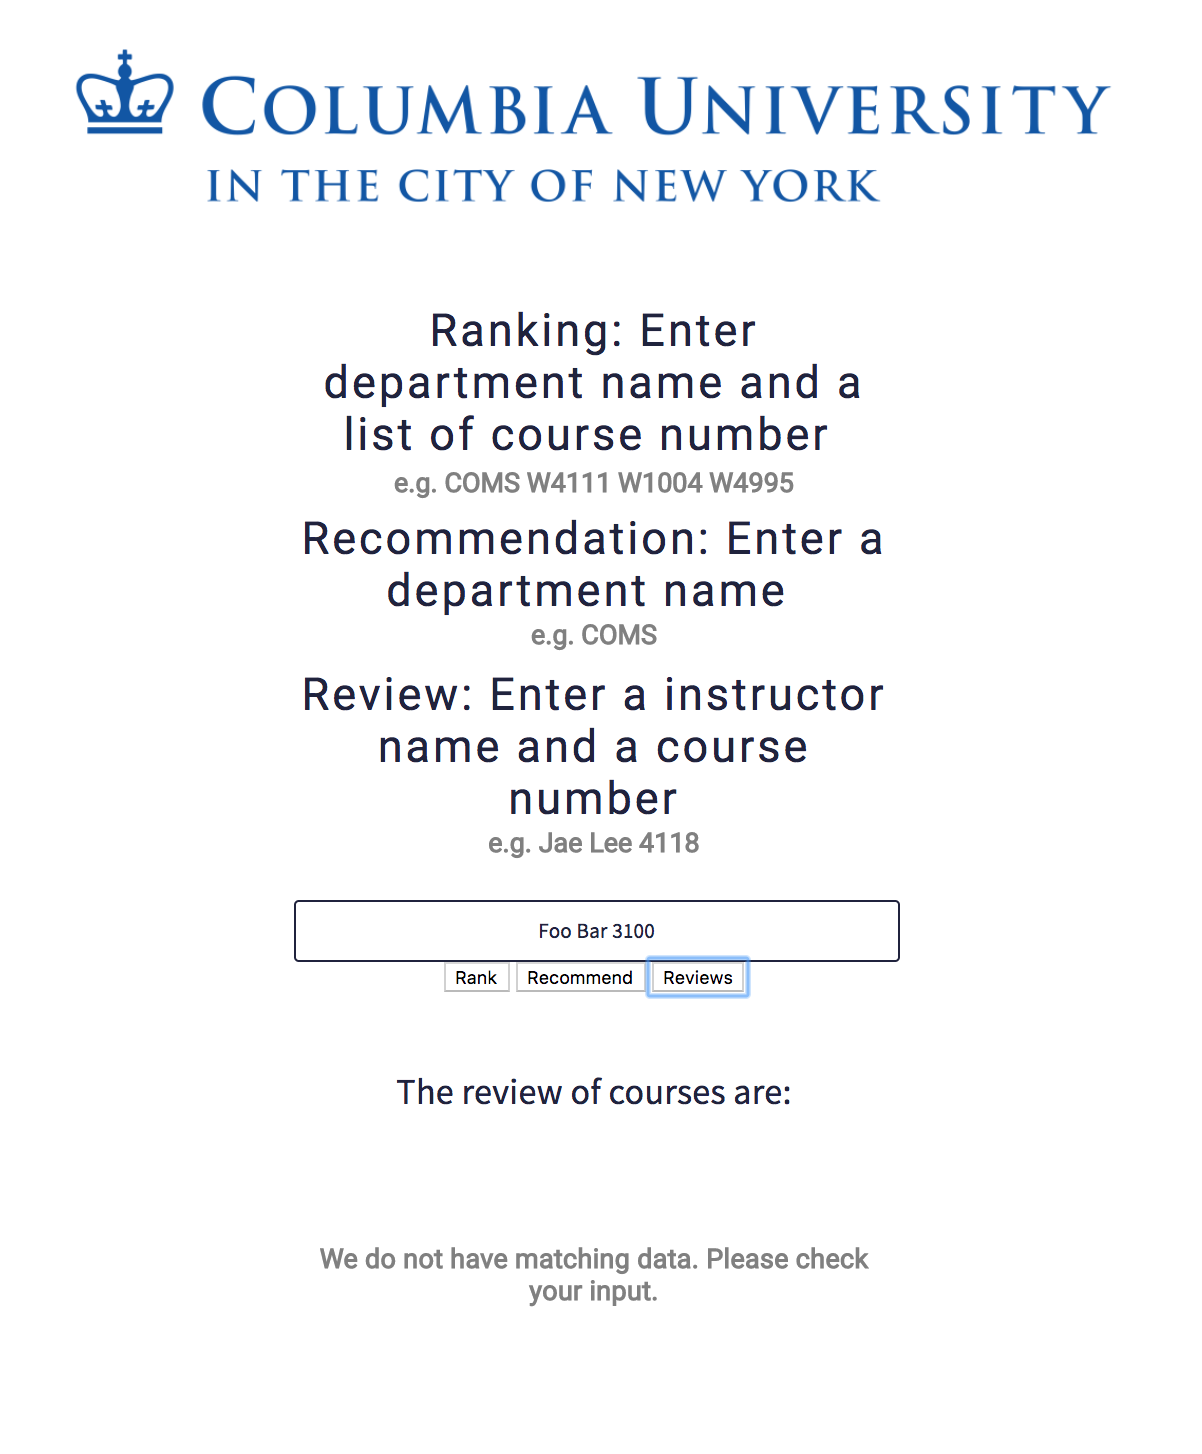 COLUMBIA UNIVERSITY
IN THE CITY OF NEW YORK
Ranking: Enter
department name and a
list of course number
e.g. COMS W4111 W1004 W4995
Recommendation: Enter a
department name
e.g. COMS
Review: Enter a instructor
name and a course
number
e.g. Jae Lee 4118
Foo Bar 3100
Rank Recommend Reviews
The review of courses are:
We do not have matching data. Please check
your input.